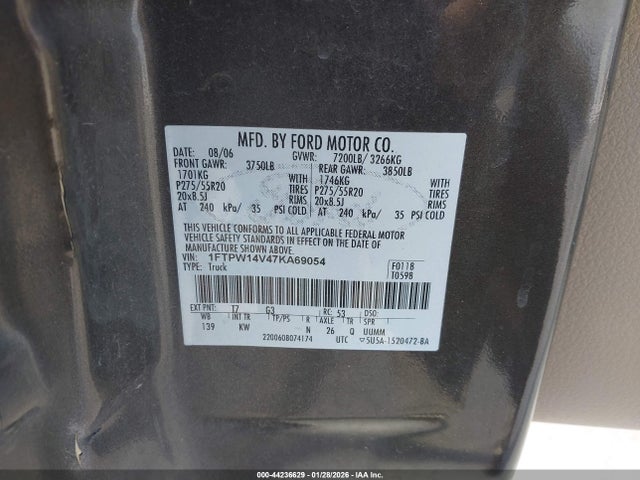 MFD. BY FORD MOTOR CO.
DATE: 08/06 GVWR: 7200LB/ 3266KG
FRONT GAWR: 3750LB REAR GAWR: 3850LB
1701KG WITH 1746KG WITH
P275/55R20 TIRES P275/55R20 TIRES
20x8.5J RIMS 20x8.5J RIMS
AT 240 kPa/ 35 PSI COLD AT 240 kPa/ 35 PSI COLD
THIS VEHICLE CONFORMS TO ALL APPLICABLE FEDERAL MOTOR
VEHICLE SAFETY STANDARDS IN EFFECT ON THE DATE OF
MANUFACTURE SHOWN ABOVE.
VIN: 1FTPW14V47KA69054 F0118
TYPE: Truck T0598
EXT PNT: T7 G3 RC: 53 DSO:
WB INT TR TP/PS R AXLE TR SPR
139 KW N 26 Q UUMM
2200608074174 UTC 5U5A-1520472-BA
000-44236629 - 01/28/2026 - IAA Inc.